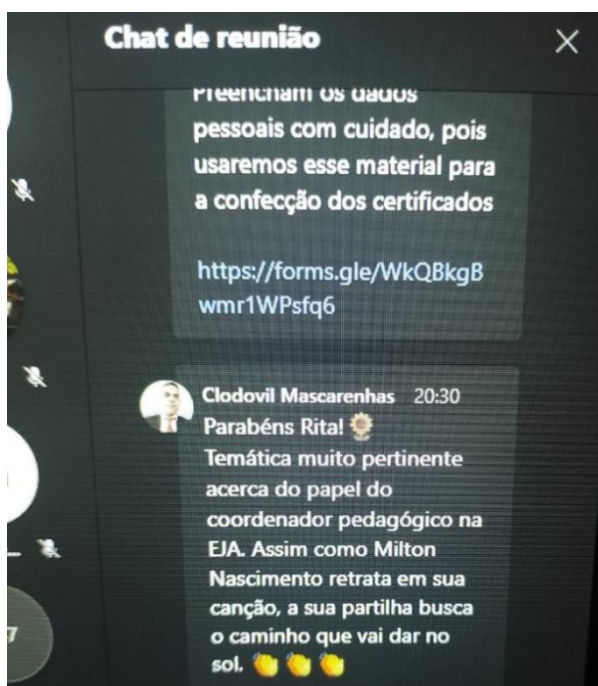 Chat de reunião
Preencham os dados
pessoais com cuidado, pois
usaremos esse material para
a confecção dos certificados
https://forms.gle/WkQBkgB
wmr1WPsfq6
Clodovil Mascarenhas 20:30
Parabéns Rita! 🏵️
Temática muito pertinente
acerca do papel do
coordenador pedagógico na
EJA. Assim como Milton
Nascimento retrata em sua
canção, a sua partilha busca
o caminho que vai dar no
sol. 👏👏👏